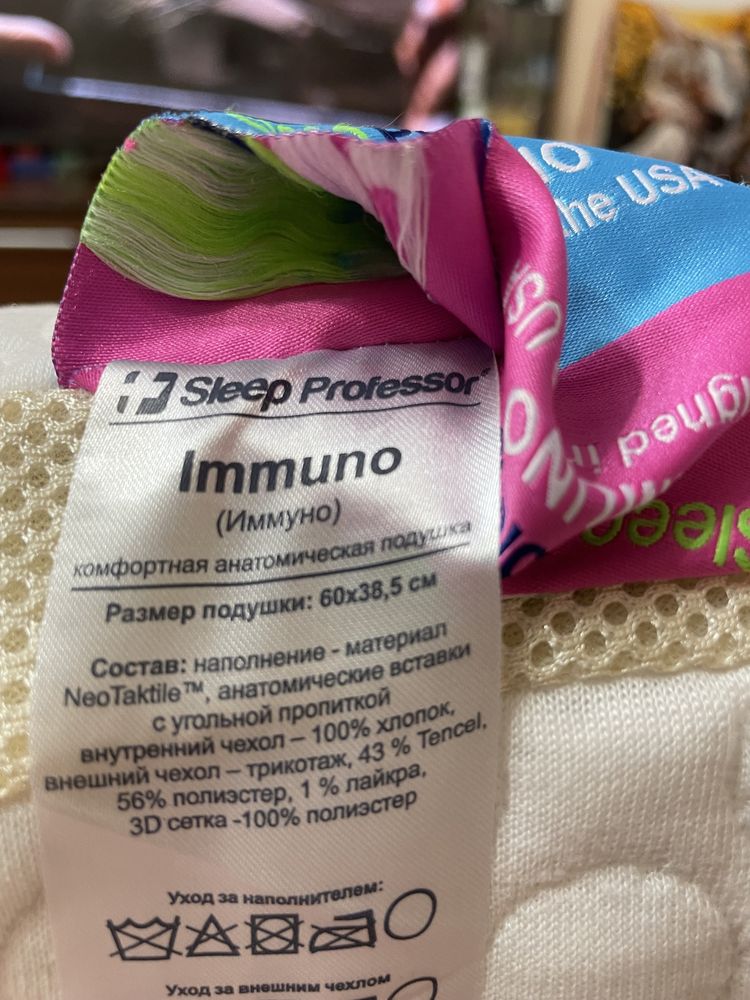 Sleep Professor
Immuno
(Иммуно)
комфортная анатомическая подушка
Размер подушки: 60x38,5 см
Состав: наполнение - материал
NeoTaktile™, анатомические вставки
с угольной пропиткой
внутренний чехол – 100% хлопок,
внешний чехол – трикотаж, 43 % Tencel,
56% полиэстер, 1 % лайкра,
3D сетка -100% полиэстер
Уход за наполнителем:
Уход за внешним чехлом
the USA
Sleep